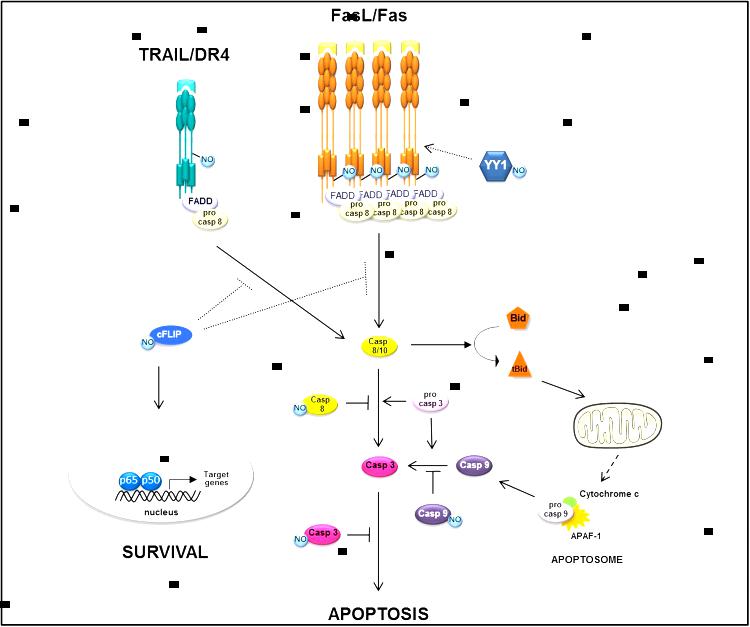 FasL/Fas
TRAIL/DR4
NO
YY1
NO
NO
NO
NO
NO
FADD
FADD
FADD
FADD
FADD
pro
casp 8
pro
casp 8
pro
casp 8
pro
casp 8
pro
casp 8
cFLIP
NO
Casp
8/10
Bid
tBid
NO
Casp
8
pro
casp 3
Casp 3
Casp 9
Cytochrome c
pro
casp 9
APAF-1
APOPTOSOME
Casp 9
NO
NO
Casp 3
p65
p50
Target
genes
nucleus
SURVIVAL
APOPTOSIS